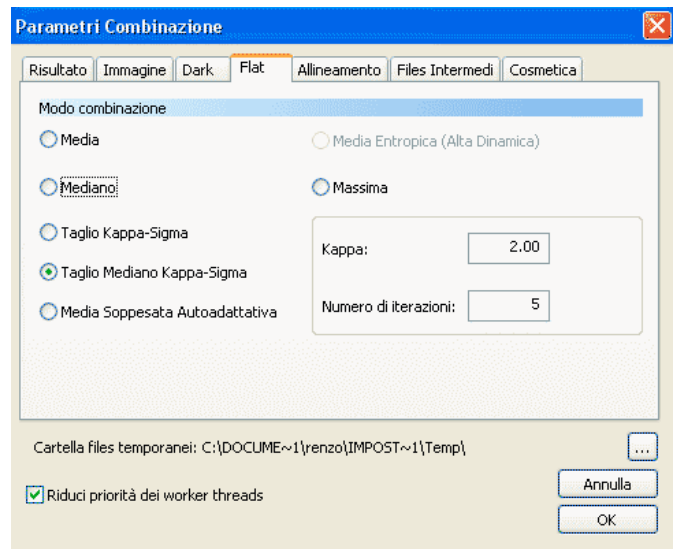 Parametri Combinazione
Risultato Immagine Dark Flat Allineamento Files Intermedi Cosmetica
Modo combinazione
Media Media Entropica (Alta Dinamica)
Mediano Massima
Taglio Kappa-Sigma
Kappa: 2.00
Taglio Mediano Kappa-Sigma
Numero di iterazioni: 5
Media Soppesata Autoadattativa
Cartella files temporanei: C:\DOCUME~1\renzo\IMPOST~1\Temp\ ...
Riduci priorità dei worker threads
Annulla
OK